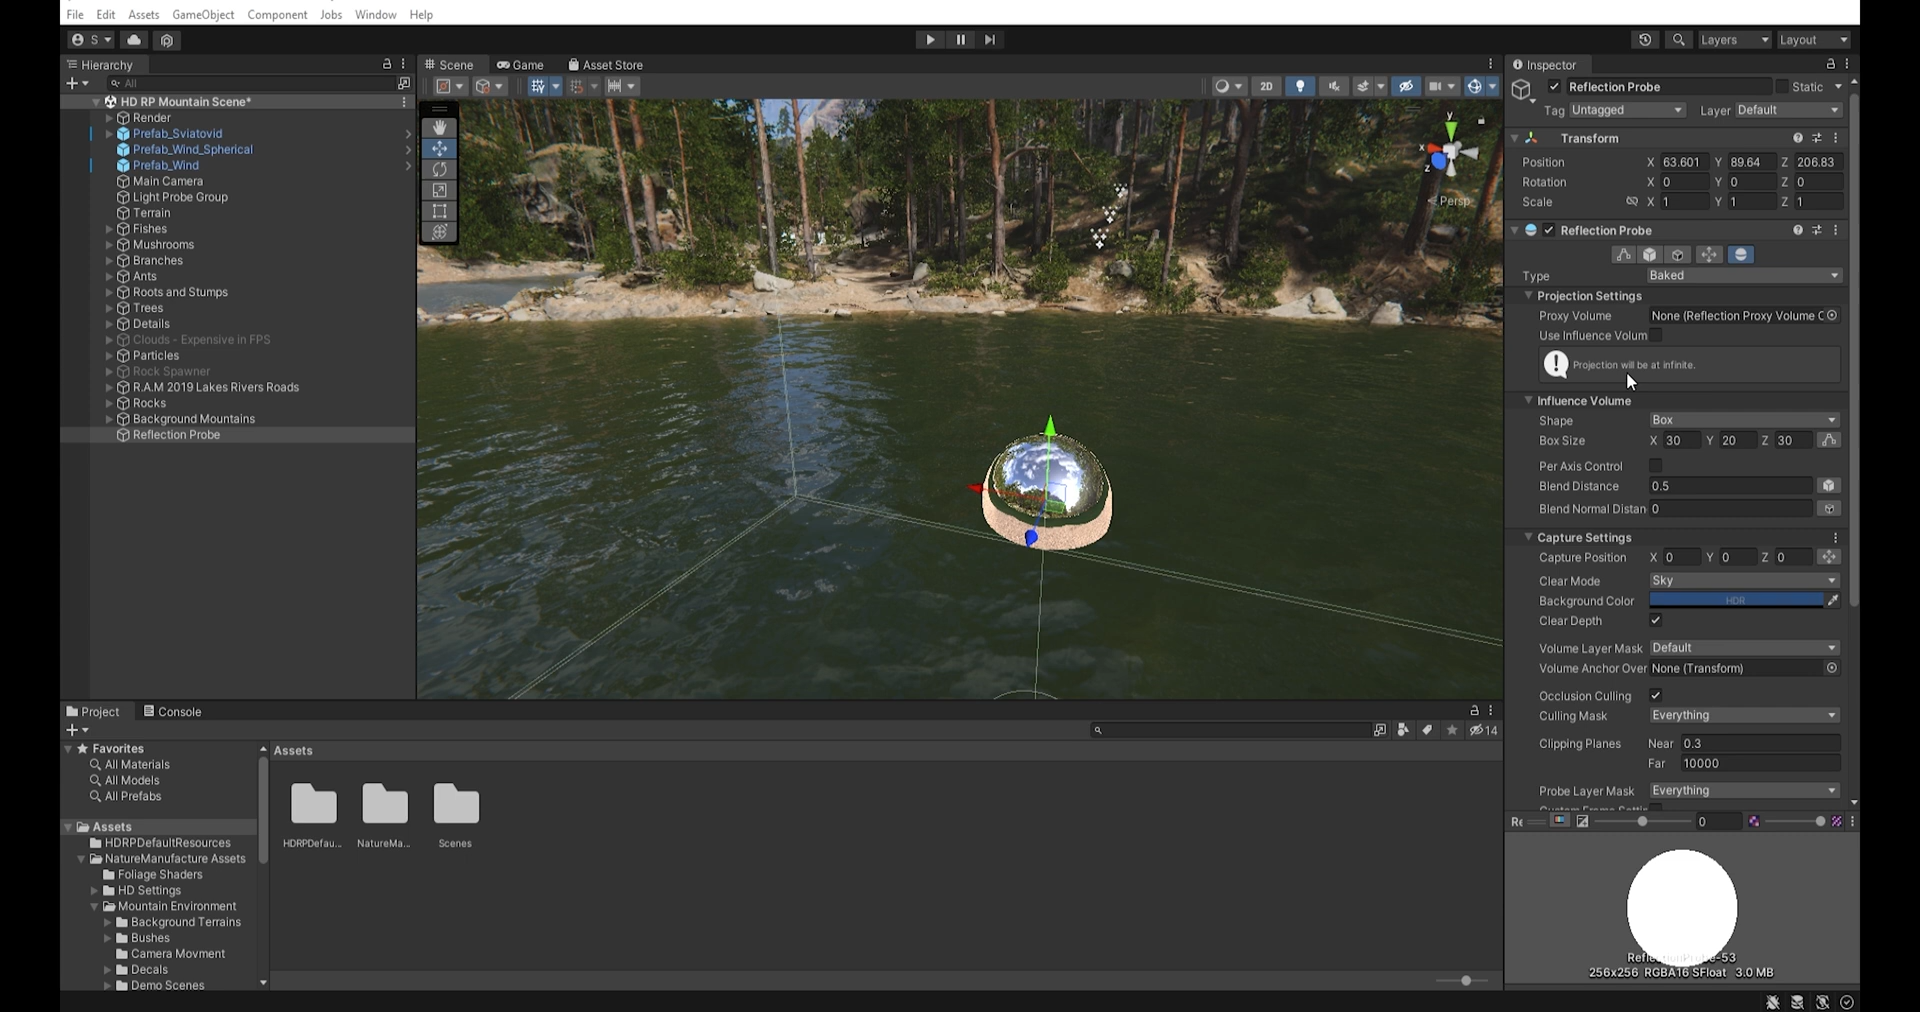 File Edit Assets GameObject Component Jobs Window Help
S Layers Layout
Hierarchy
Scene Game Asset Store
Inspector
All
2D
HD RP Mountain Scene*
Render
Prefab_Sviatovid
Prefab_Wind_Spherical
Prefab_Wind
Main Camera
Light Probe Group
Terrain
Fishes
Mushrooms
Branches
Ants
Roots and Stumps
Trees
Details
Clouds - Expensive in FPS
Particles
Rock Spawner
R.A.M 2019 Lakes Rivers Roads
Rocks
Background Mountains
Reflection Probe
y
x
z
Persp
Reflection Probe Static
Tag Untagged Layer Default
Transform
Position X 63.601 Y 89.64 Z 206.83
Rotation X 0 Y 0 Z 0
Scale X 1 Y 1 Z 1
Reflection Probe
Type Baked
Projection Settings
Proxy Volume None (Reflection Proxy Volume C
Use Influence Volum
Projection will be at infinite.
Influence Volume
Shape Box
Box Size X 30 Y 20 Z 30
Per Axis Control
Blend Distance 0.5
Blend Normal Distan 0
Capture Settings
Capture Position X 0 Y 0 Z 0
Clear Mode Sky
Background Color HDR
Clear Depth
Volume Layer Mask Default
Volume Anchor Over None (Transform)
Occlusion Culling
Culling Mask Everything
Clipping Planes Near 0.3
Far 10000
Probe Layer Mask Everything
Re 0
256x256 RGBA16 SFloat 3.0 MB
Project Console
14
Favorites
All Materials
All Models
All Prefabs
Assets
HDRPDefaultResources
NatureManufacture Assets
Foliage Shaders
HD Settings
Mountain Environment
Background Terrains
Bushes
Camera Movment
Decals
Demo Scenes
Assets
HDRPDefau... NatureMa... Scenes